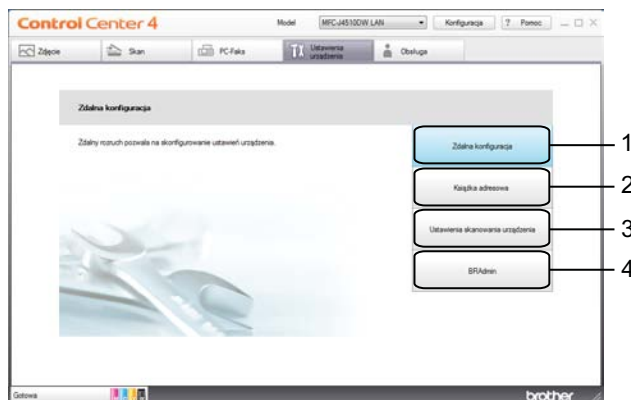 Control Center 4
Model MFC-J4510DW LAN Konfiguracja ? Pomoc
Zdjęcie Skan PC-Faks Ustawienia urządzenia Obsługa
Zdalna konfiguracja
Zdalny rozruch pozwala na skonfigurowanie ustawień urządzenia.
Zdalna konfiguracja 1
Książka adresowa 2
Ustawienia skanowania urządzenia 3
BRAdmin 4
Gotowa
brother